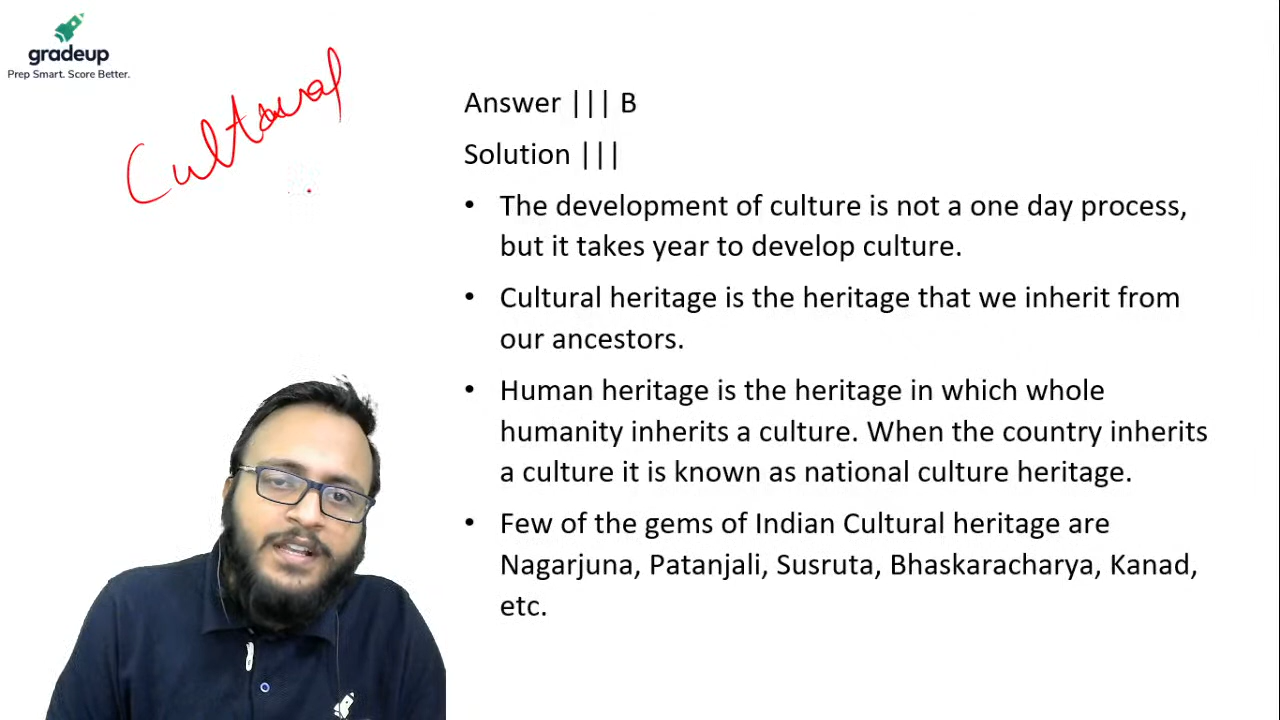 gradeup
Prep Smart. Score Better.
Cultural
Answer ||| B
Solution |||
• The development of culture is not a one day process,
but it takes year to develop culture.
• Cultural heritage is the heritage that we inherit from
our ancestors.
• Human heritage is the heritage in which whole
humanity inherits a culture. When the country inherits
a culture it is known as national culture heritage.
• Few of the gems of Indian Cultural heritage are
Nagarjuna, Patanjali, Susruta, Bhaskaracharya, Kanad,
etc.